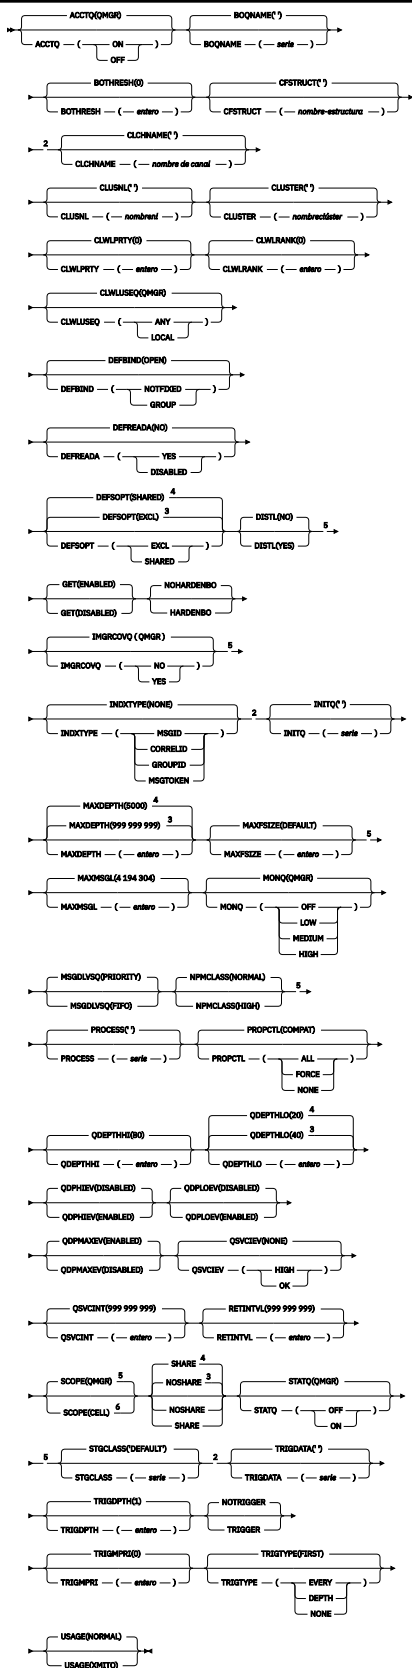 ACCTQ(QMGR) BOQNAME(' ')
ACCTQ ( ON ) BOQNAME ( serie )
OFF
BOTHRESH(0) CFSTRUCT(' ')
BOTHRESH ( entero ) CFSTRUCT ( nombre-estructura )
2 CLCHNAME(' ')
CLCHNAME ( nombre de canal )
CLUSNL(' ') CLUSTER(' ')
CLUSNL ( nombrenl ) CLUSTER ( nombreclúster )
CLWLPRTY(0) CLWLRANK(0)
CLWLPRTY ( entero ) CLWLRANK ( entero )
CLWLUSEQ(QMGR)
CLWLUSEQ ( ANY )
LOCAL
DEFBIND(OPEN)
DEFBIND ( NOTFIXED )
GROUP
DEFREADA(NO)
DEFREADA ( YES )
DISABLED
DEFSOPT(SHARED) 4
DEFSOPT(EXCL) 3 DISTL(NO) 5
DEFSOPT ( EXCL ) DISTL(YES)
SHARED
GET(ENABLED) NOHARDENBO
GET(DISABLED) HARDENBO
IMGRCOVQ ( QMGR ) 5
IMGRCOVQ ( NO )
YES
INDXTYPE(NONE) 2 INITQ(' ')
INDXTYPE ( MSGID ) INITQ ( serie )
CORRELID
GROUPID
MSGTOKEN
MAXDEPTH(5000) 4
MAXDEPTH(999 999 999) 3 MAXFSIZE(DEFAULT) 5
MAXDEPTH ( entero ) MAXFSIZE ( entero )
MAXMSGL(4 194 304) MONQ(QMGR)
MAXMSGL ( entero ) MONQ ( OFF )
LOW
MEDIUM
HIGH
MSGDLVSQ(PRIORITY) NPMCLASS(NORMAL) 5
MSGDLVSQ(FIFO) NPMCLASS(HIGH)
PROCESS(' ') PROPCTL(COMPAT)
PROCESS ( serie ) PROPCTL ( ALL )
FORCE
NONE
QDEPTHLO(20) 4
QDEPTHHI(80) QDEPTHLO(40) 3
QDEPTHHI ( entero ) QDEPTHLO ( entero )
QDPHIEV(DISABLED) QDPLOEV(DISABLED)
QDPHIEV(ENABLED) QDPLOEV(ENABLED)
QDPMAXEV(ENABLED) QSVCIEV(NONE)
QDPMAXEV(DISABLED) QSVCIEV ( HIGH )
OK
QSVCINT(999 999 999) RETINTVL(999 999 999)
QSVCINT ( entero ) RETINTVL ( entero )
SHARE 4
SCOPE(QMGR) 5 NOSHARE 3 STATQ(QMGR)
SCOPE(CELL) 6 NOSHARE STATQ ( OFF )
SHARE ON
5 STGCLASS('DEFAULT') 2 TRIGDATA(' ')
STGCLASS ( serie ) TRIGDATA ( serie )
TRIGDPTH(1) NOTRIGGER
TRIGDPTH ( entero ) TRIGGER
TRIGMPRI(0) TRIGTYPE(FIRST)
TRIGMPRI ( entero ) TRIGTYPE ( EVERY )
DEPTH
NONE
USAGE(NORMAL)
USAGE(XMITQ)